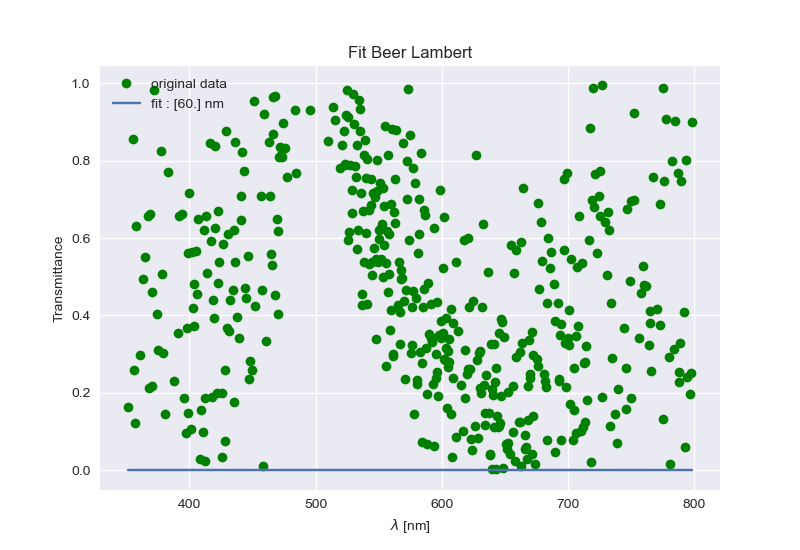 Fit Beer Lambert
original data
fit : [60.] nm
1.0
0.8
0.6
0.4
0.2
0.0
Transmittance
400
500
600
700
800
λ [nm]